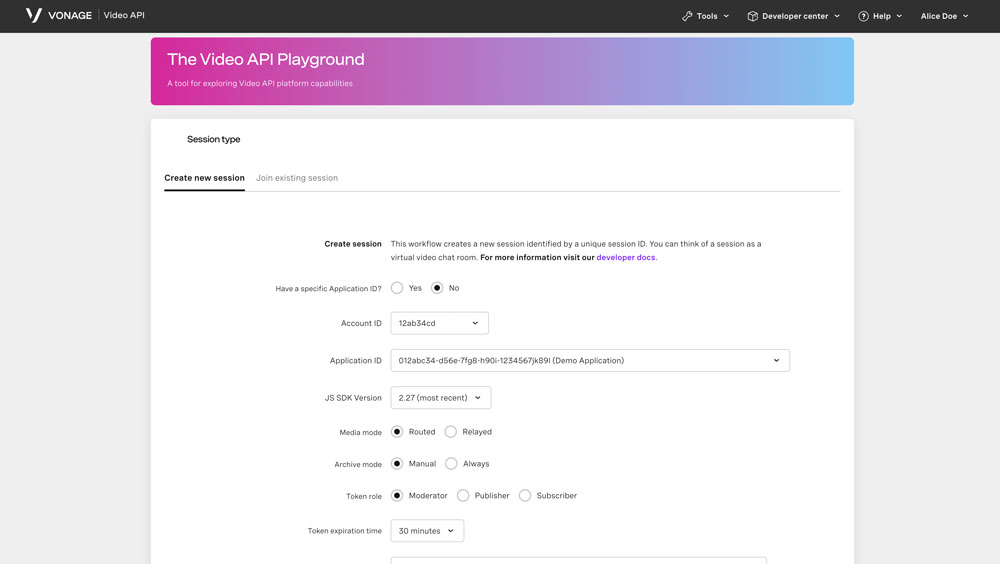 VONAGE Video API Tools Developer center Help Alice Doe
The Video API Playground
A tool for exploring Video API platform capabilities
Session type
Create new session Join existing session
Create session This workflow creates a new session identified by a unique session ID. You can think of a session as a
virtual video chat room. For more information visit our developer docs.
Have a specific Application ID? Yes No
Account ID 12ab34cd
Application ID 012abc34-d56e-7fg8-h90i-1234567jk89l (Demo Application)
JS SDK Version 2.27 (most recent)
Media mode Routed Relayed
Archive mode Manual Always
Token role Moderator Publisher Subscriber
Token expiration time 30 minutes